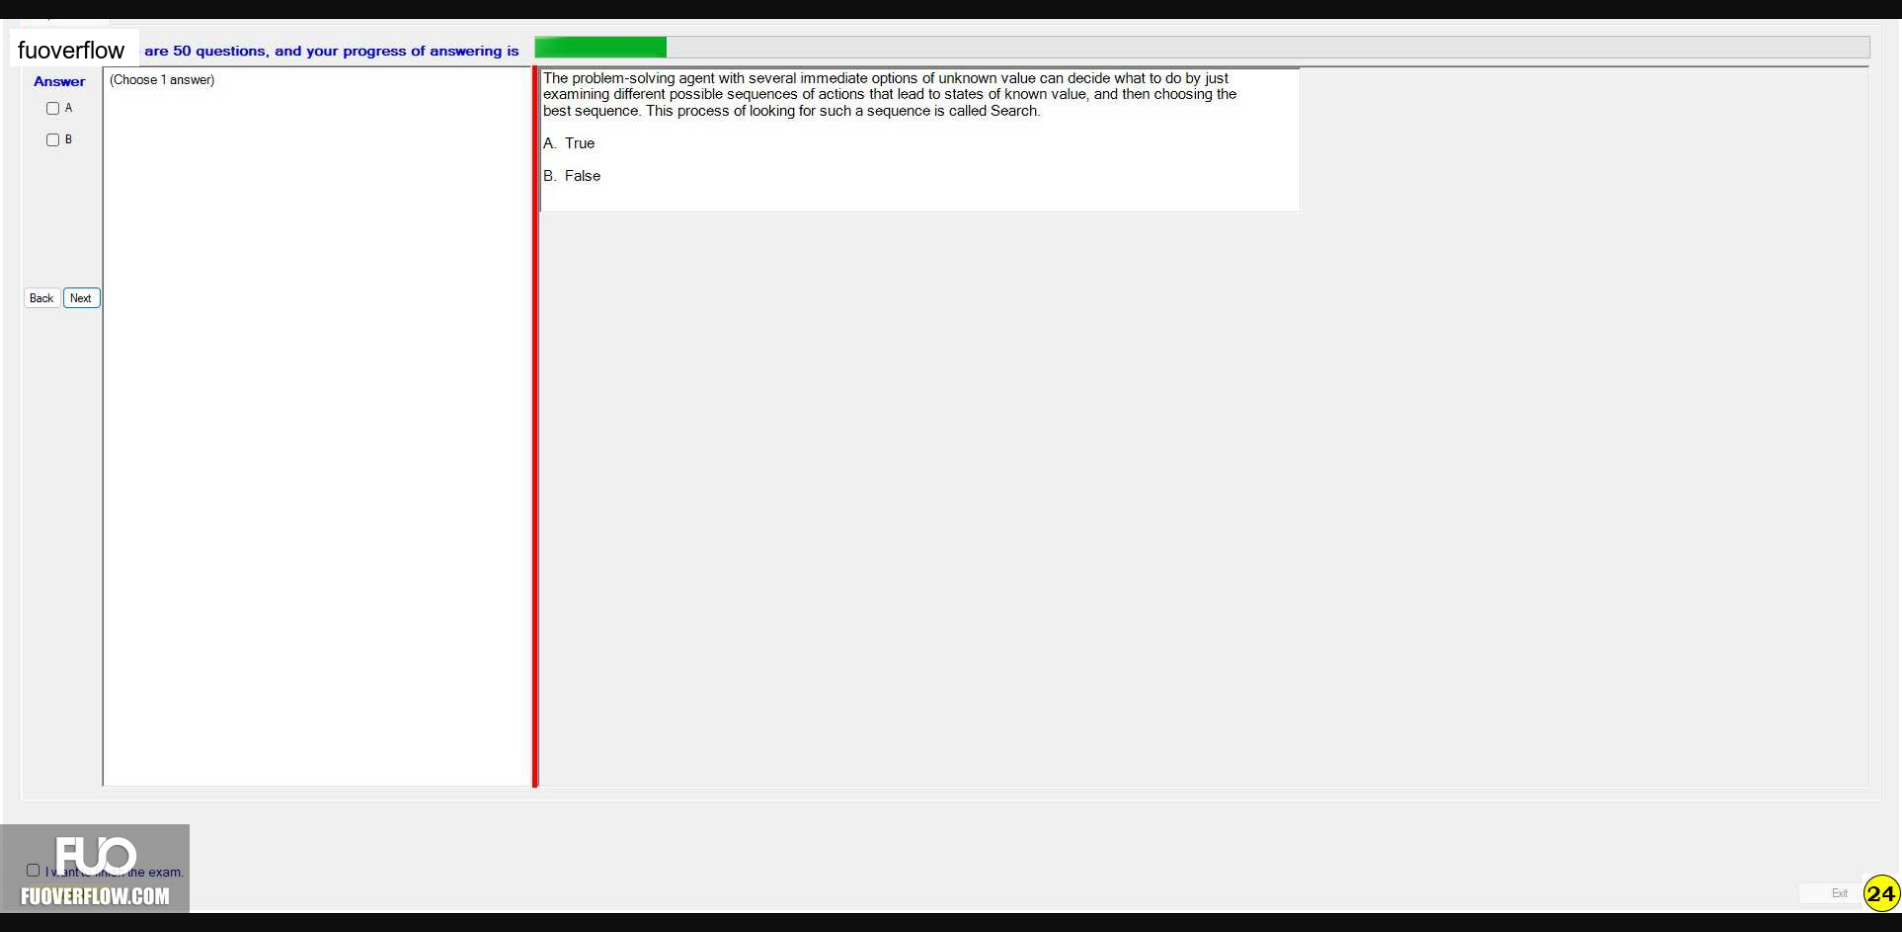 fuoverflow are 50 questions, and your progress of answering is
Answer
(Choose 1 answer)
A
B
Back Next
The problem-solving agent with several immediate options of unknown value can decide what to do by just
examining different possible sequences of actions that lead to states of known value, and then choosing the
best sequence. This process of looking for such a sequence is called Search.
A. True
B. False
FUO
the exam.
FUOVERFLOW.COM
Exit
24